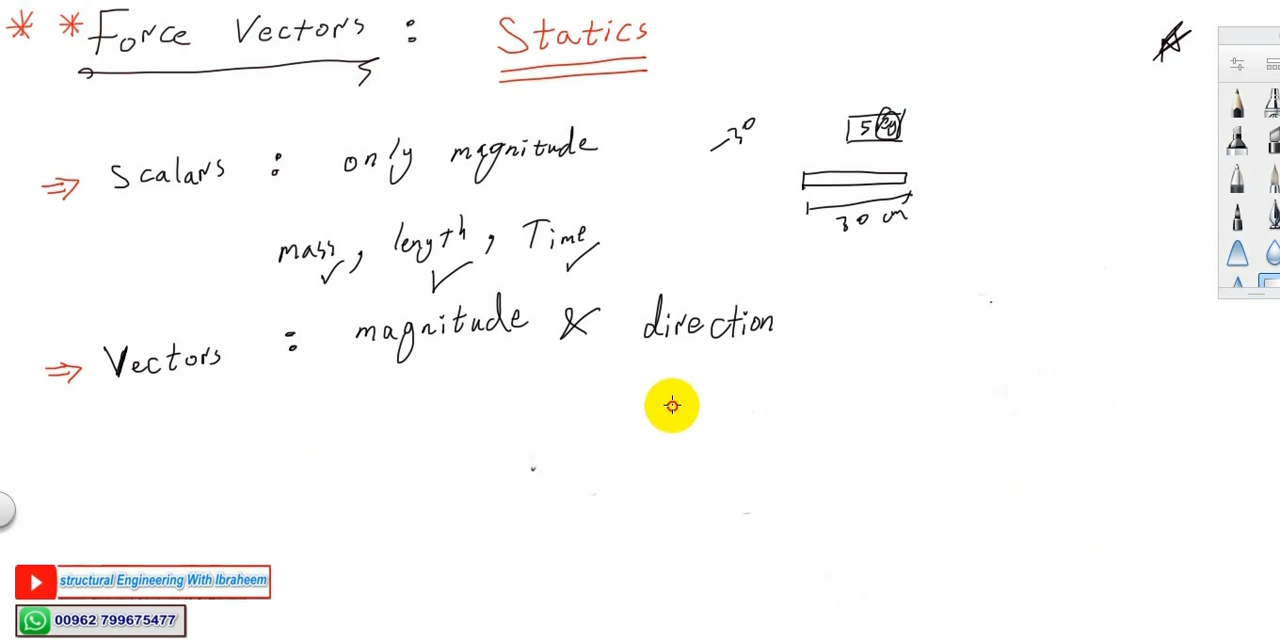 * * Force Vectors : Statics
⇒ Scalars : only magnitude
30
5 kg
30 cm
mass, length, Time
⇒ Vectors : magnitude & direction
structural Engineering With Ibraheem
00962 799675477